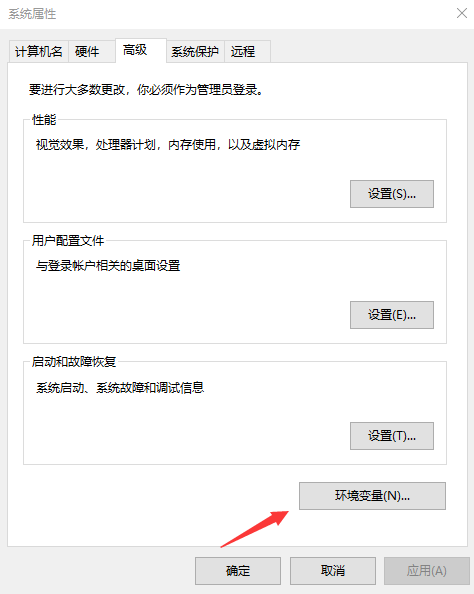 系统属性
计算机名 硬件 高级 系统保护 远程
要进行大多数更改，你必须作为管理员登录。
性能
视觉效果，处理器计划，内存使用，以及虚拟内存
设置(S)...
用户配置文件
与登录帐户相关的桌面设置
设置(E)...
启动和故障恢复
系统启动、系统故障和调试信息
设置(T)...
环境变量(N)...
确定 取消 应用(A)